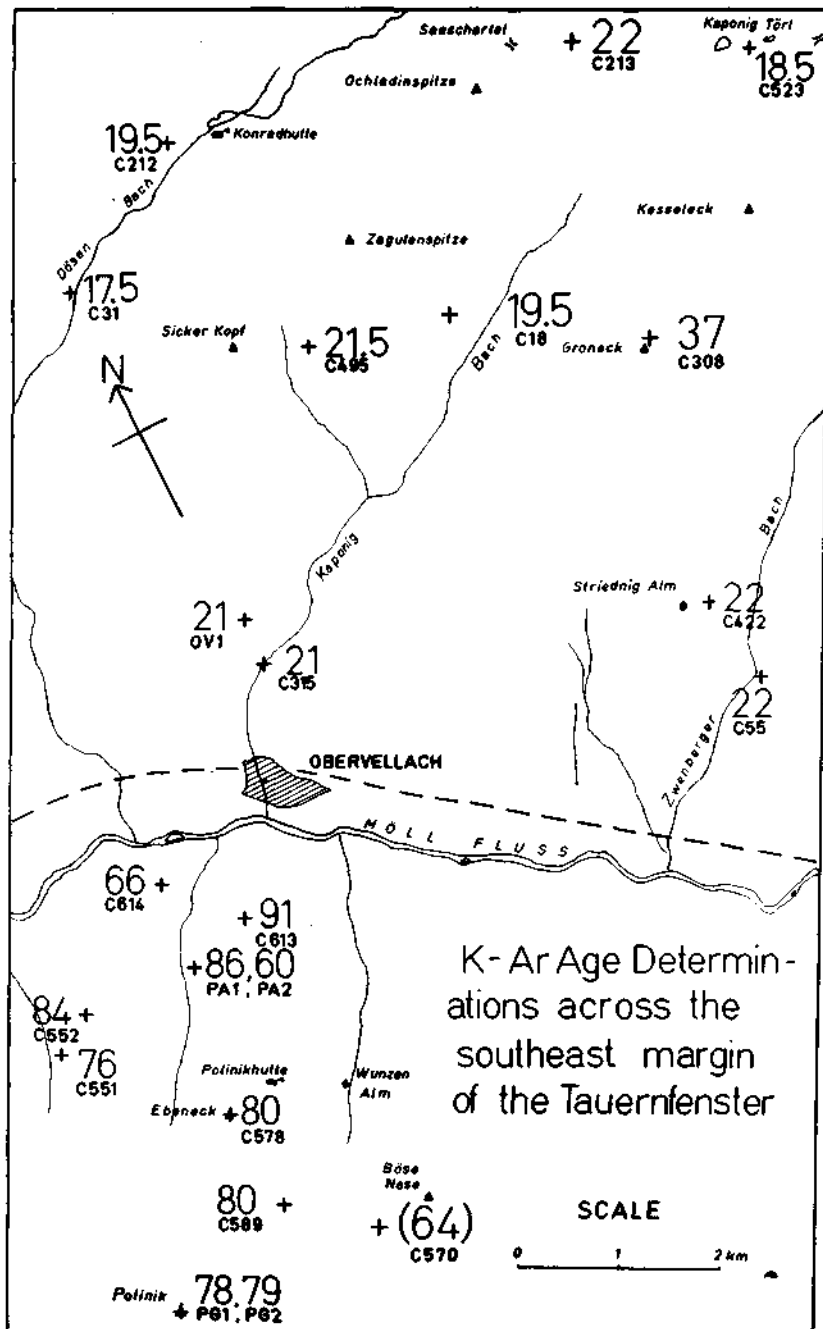 Seeschartel
22
C213
Kaponig Törl
18.5
C523
Ochladinspitze
19.5
C212
Konradhutte
Dösen Bach
Kesseleck
Zagutenspitze
17.5
C31
Sicker Kopf
21.5
C495
19.5
C18
Groneck
37
C308
N
Kaponig Bach
Striednig Alm
22
C422
21
OV1
21
C315
22
C55
Zwenberger Bach
OBERVELLACH
MÖLL FLUSS
66
C614
91
C613
86,60
PA1, PA2
84
C552
76
C551
K-Ar Age Determin-
ations across the
southeast margin
of the Tauernfenster
Polinikhutte
Wunzen
Alm
Ebeneck
80
C578
80
C589
Böse
Nase
(64)
C570
SCALE
0 1 2 km
Polinik
78,79
PG1, PG2